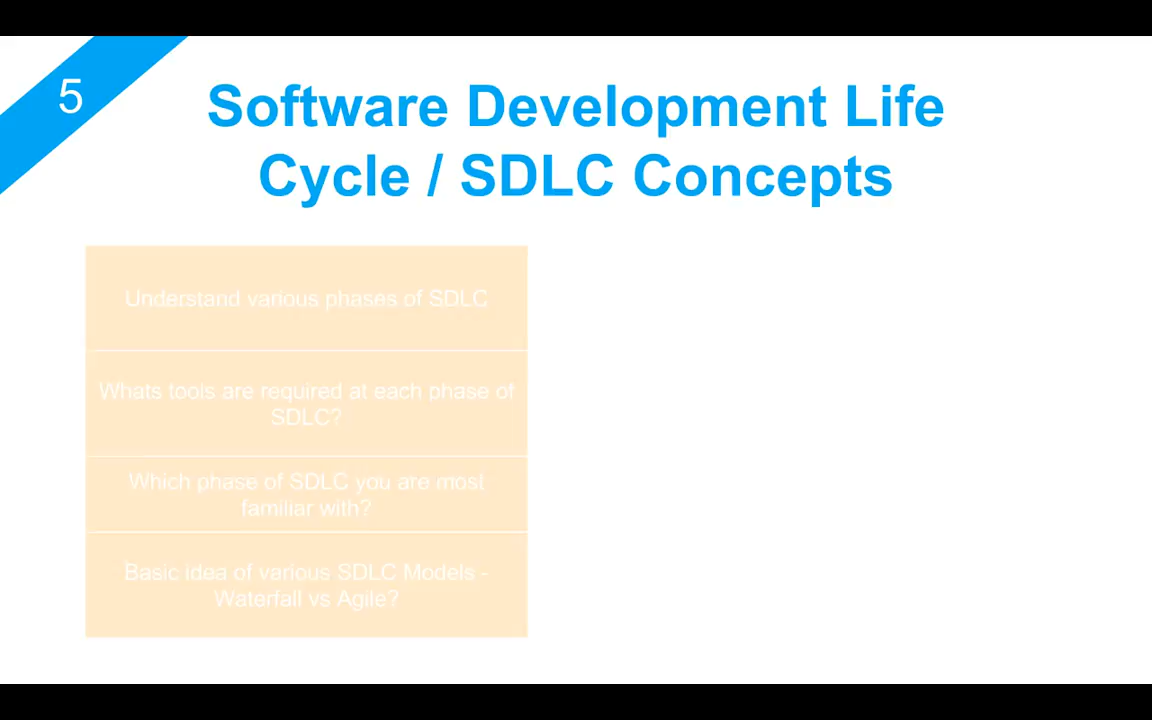 5
Software Development Life
Cycle / SDLC Concepts
Understand various phases of SDLC
Whats tools are required at each phase of
SDLC?
Which phase of SDLC you are most
familiar with?
Basic idea of various SDLC Models -
Waterfall vs Agile?